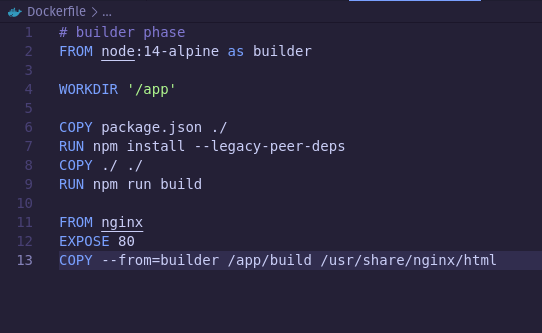 Dockerfile > ...
1 # builder phase
2 FROM node:14-alpine as builder
3
4 WORKDIR '/app'
5
6 COPY package.json ./
7 RUN npm install --legacy-peer-deps
8 COPY ./ ./
9 RUN npm run build
10
11 FROM nginx
12 EXPOSE 80
13 COPY --from=builder /app/build /usr/share/nginx/html